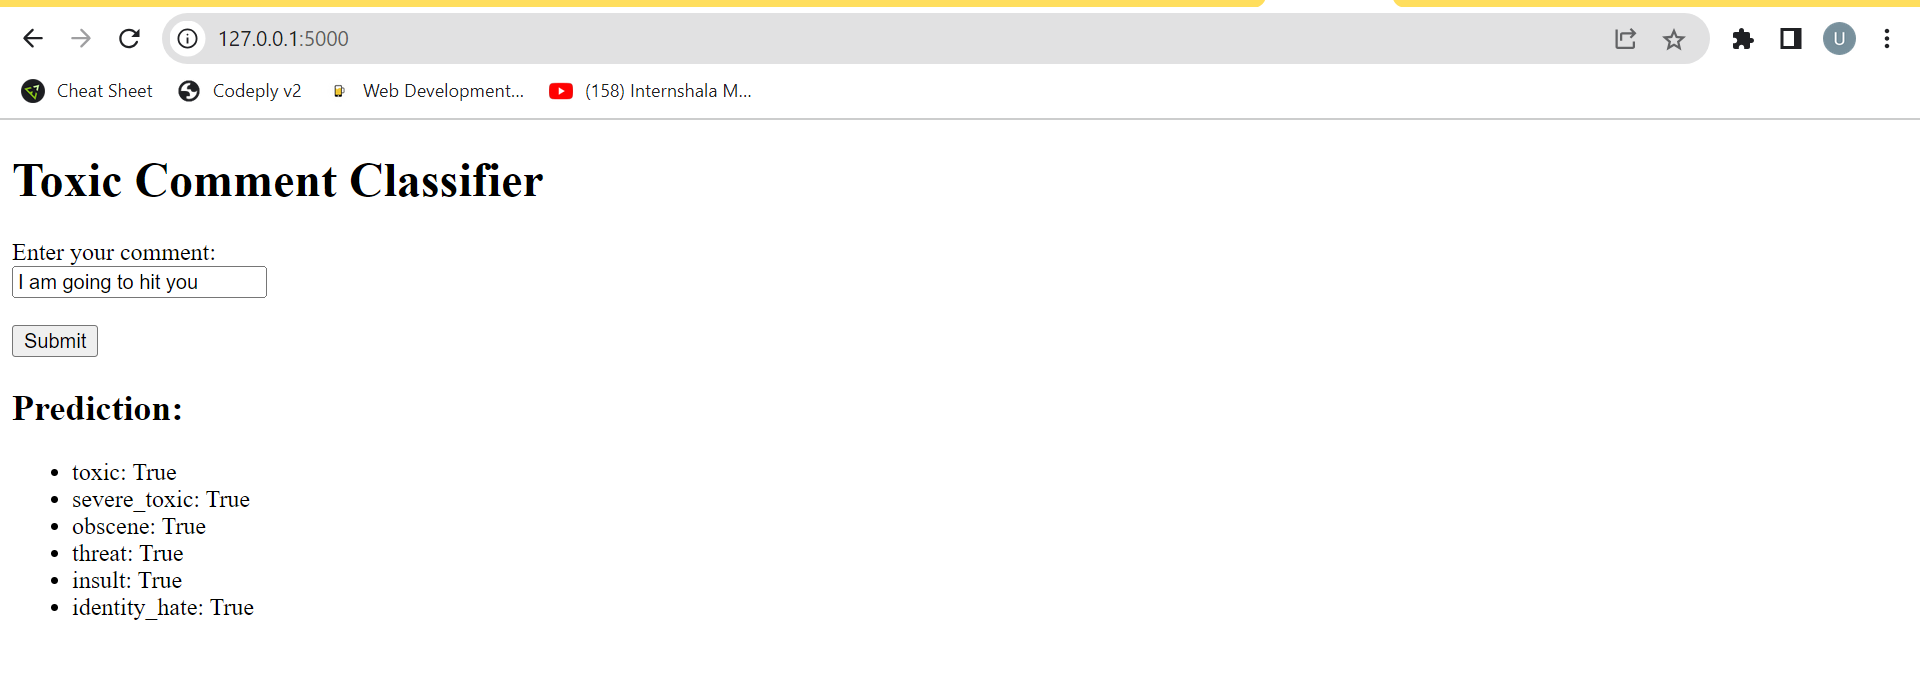 127.0.0.1:5000
Cheat Sheet Codeply v2 Web Development... (158) Internshala M...
U
Toxic Comment Classifier
Enter your comment:
I am going to hit you
Submit
Prediction:
• toxic: True
• severe_toxic: True
• obscene: True
• threat: True
• insult: True
• identity_hate: True